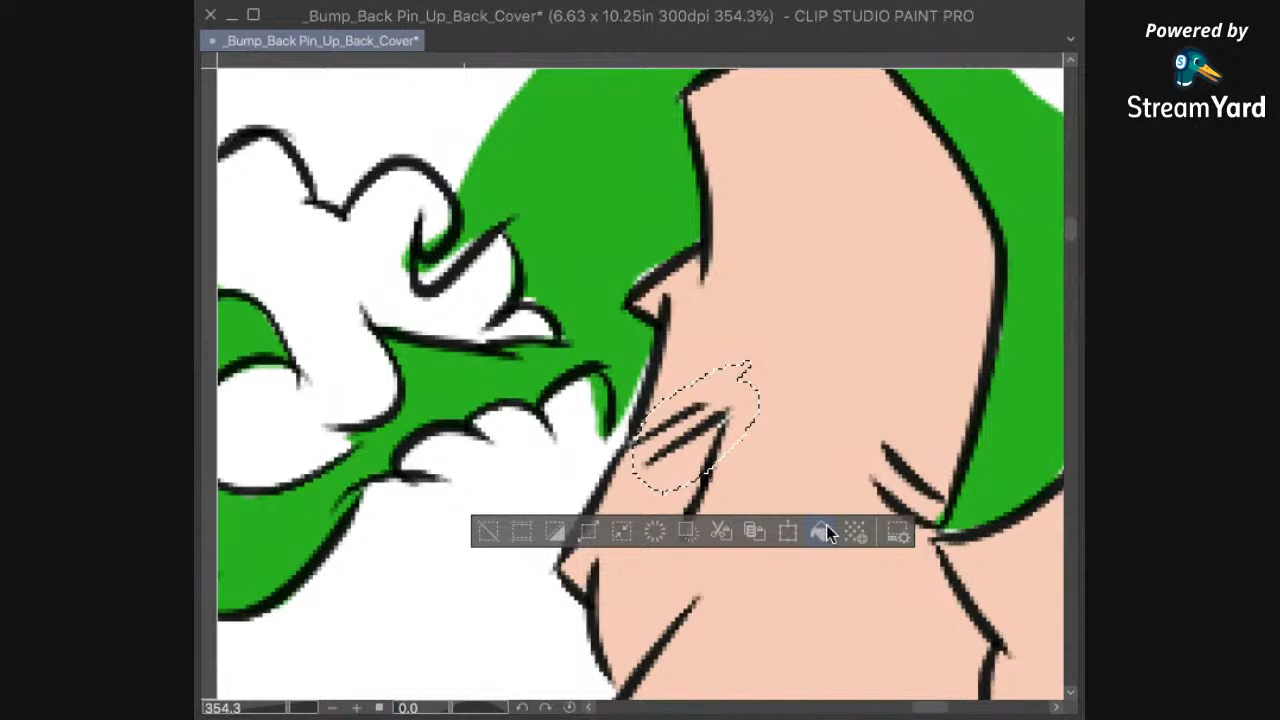 _Bump_Back Pin_Up_Back_Cover* (6.63 x 10.25in 300dpi 354.3%) - CLIP STUDIO PAINT PRO
_Bump_Back Pin_Up_Back_Cover*
Powered by
S
StreamYard
354.3
0.0